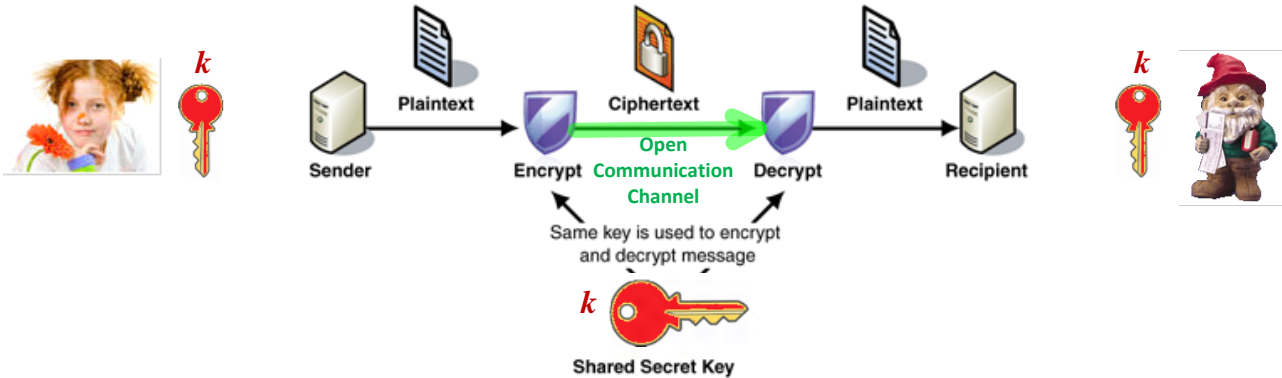 k
k
Plaintext
Ciphertext
Plaintext
Sender
Encrypt
Open
Communication
Channel
Decrypt
Recipient
Same key is used to encrypt
and decrypt message
k
Shared Secret Key